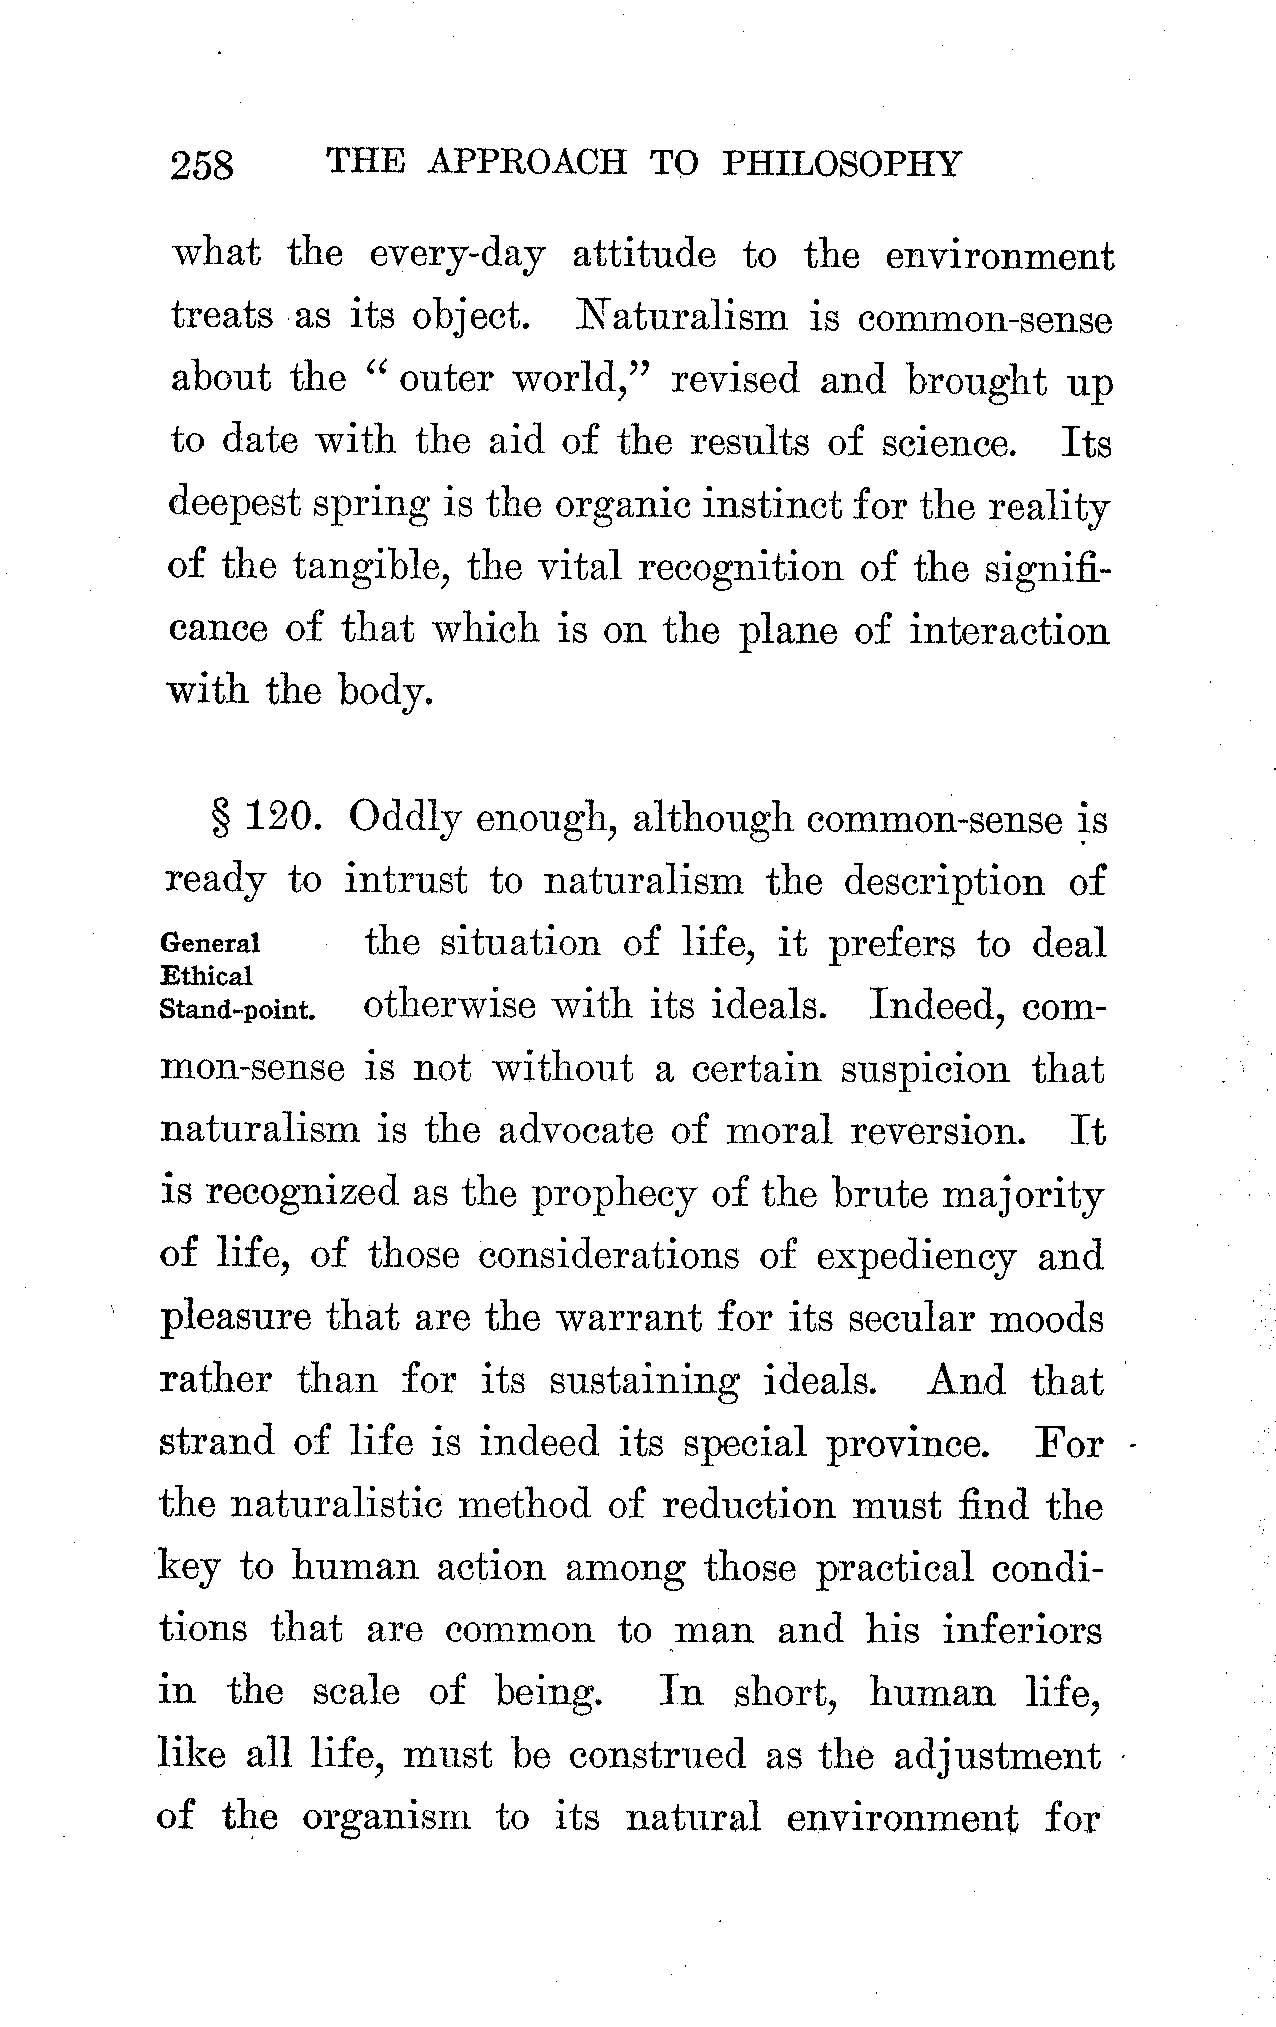 258 THE APPROACH TO PHILOSOPHY
what the every-day attitude to the environment
treats as its object. Naturalism is common-sense
about the “ outer world,” revised and brought up
to date with the aid of the results of science. Its
deepest spring is the organic instinct for the reality
of the tangible, the vital recognition of the signifi-
cance of that which is on the plane of interaction
with the body.
§ 120. Oddly enough, although common-sense is
ready to intrust to naturalism the description of
General
Ethical
Stand-point.
the situation of life, it prefers to deal
otherwise with its ideals. Indeed, com-
mon-sense is not without a certain suspicion that
naturalism is the advocate of moral reversion. It
is recognized as the prophecy of the brute majority
of life, of those considerations of expediency and
pleasure that are the warrant for its secular moods
rather than for its sustaining ideals. And that
strand of life is indeed its special province. For
the naturalistic method of reduction must find the
key to human action among those practical condi-
tions that are common to man and his inferiors
in the scale of being. In short, human life,
like all life, must be construed as the adjustment
of the organism to its natural environment for